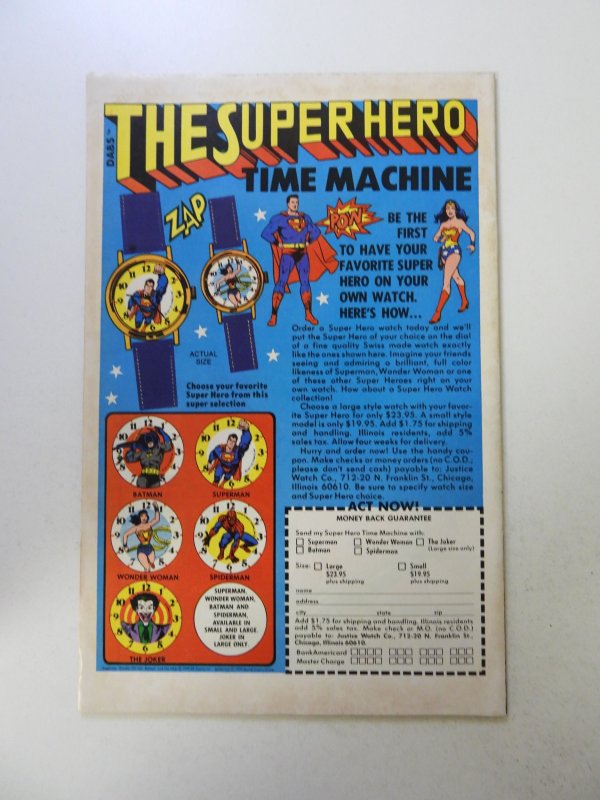 DABS™
THE SUPER HERO
TIME MACHINE
ZAP
POW
BE THE
FIRST
TO HAVE YOUR
FAVORITE SUPER
HERO ON YOUR
OWN WATCH.
HERE'S HOW...
ACTUAL
SIZE
Choose your favorite
Super Hero from this
super selection
Order a Super Hero watch today and we'll
put the Super Hero of your choice on the dial
of a fine quality Swiss made watch exactly
like the ones shown here. Imagine your friends
seeing and admiring a brilliant, full color
likeness of Superman, Wonder Woman or one
of these other Super Heroes right on your
own watch. How about a Super Hero Watch
collection!
Choose a large style watch with your favor-
ite Super Hero for only $23.95. A small style
model is only $19.95. Add $1.75 for shipping
and handling. Illinois residents, add 5%
sales tax. Allow four weeks for delivery.
Hurry and order now! Use the handy cou-
pon. Make checks or money orders (no C.O.D.;
please don't send cash) payable to: Justice
Watch Co., 712-20 N. Franklin St., Chicago,
Illinois 60610. Be sure to specify watch size
and Super Hero choice.
BATMAN
SUPERMAN
WONDER WOMAN
SPIDERMAN
THE JOKER
SUPERMAN,
WONDER WOMAN,
BATMAN AND
SPIDERMAN,
AVAILABLE IN
SMALL AND LARGE.
JOKER IN
LARGE ONLY
ACT NOW!
MONEY BACK GUARANTEE
Send my Super Hero Time Machine with:
Superman Wonder Woman The Joker
Batman Spiderman (Large size only)
Size: Large Small
$23.95 $19.95
plus shipping plus shipping
name
address
city state zip
Add $1.75 for shipping and handling. Illinois residents
add 5% sales tax. Make check or M.O. (no C.O.D.)
payable to: Justice Watch Co., 712-20 N. Franklin St.,
Chicago, Illinois 60610.
BankAmericard
Master Charge